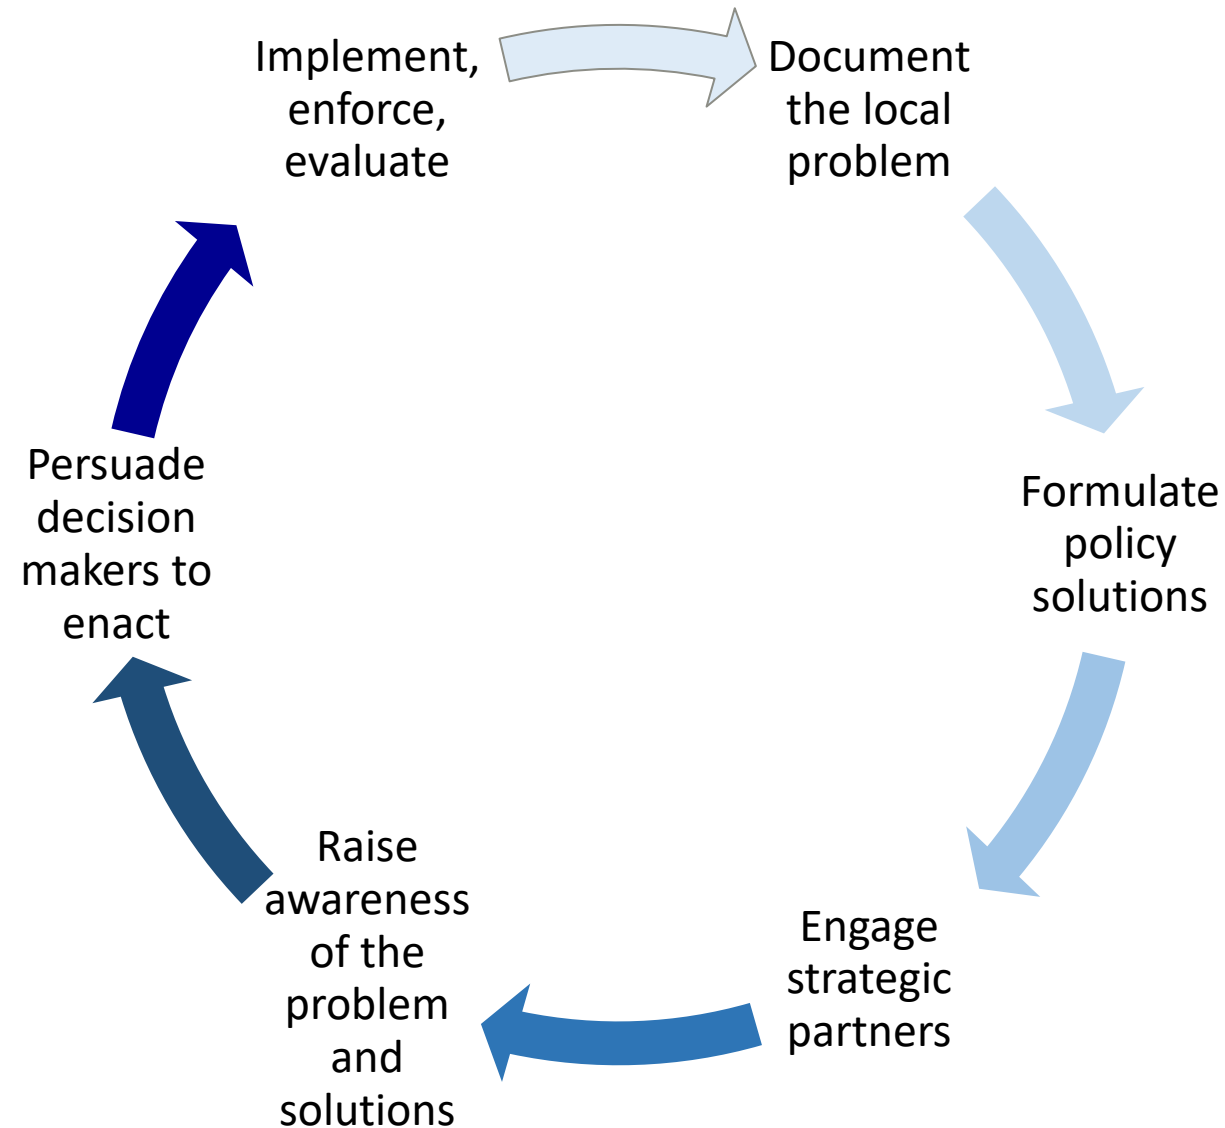 Implement,
enforce,
evaluate
Document
the local
problem
Formulate
policy
solutions
Engage
strategic
partners
Raise
awareness
of the
problem
and
solutions
Persuade
decision
makers to
enact